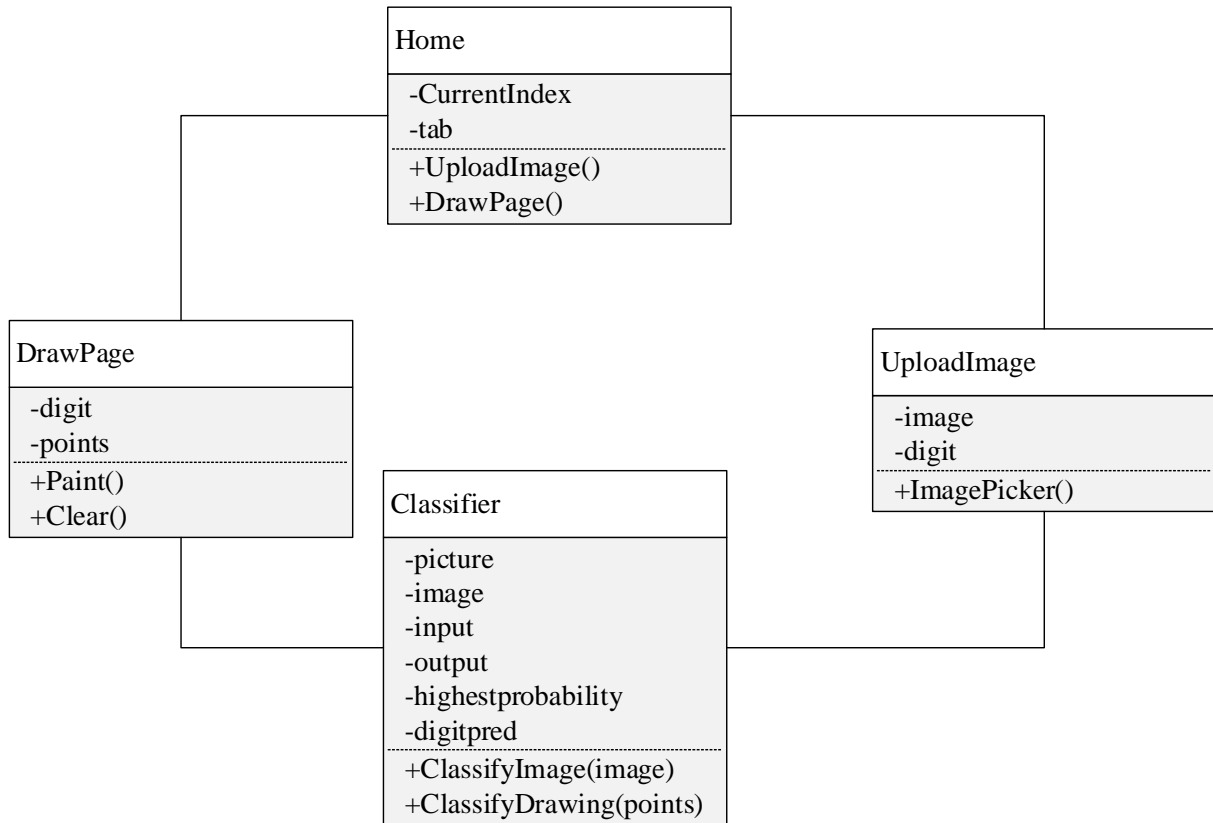 Home
-CurrentIndex
-tab
+UploadImage()
+DrawPage()
DrawPage
-digit
-points
+Paint()
+Clear()
UploadImage
-image
-digit
+ImagePicker()
Classifier
-picture
-image
-input
-output
-highestprobability
-digitpred
+ClassifyImage(image)
+ClassifyDrawing(points)